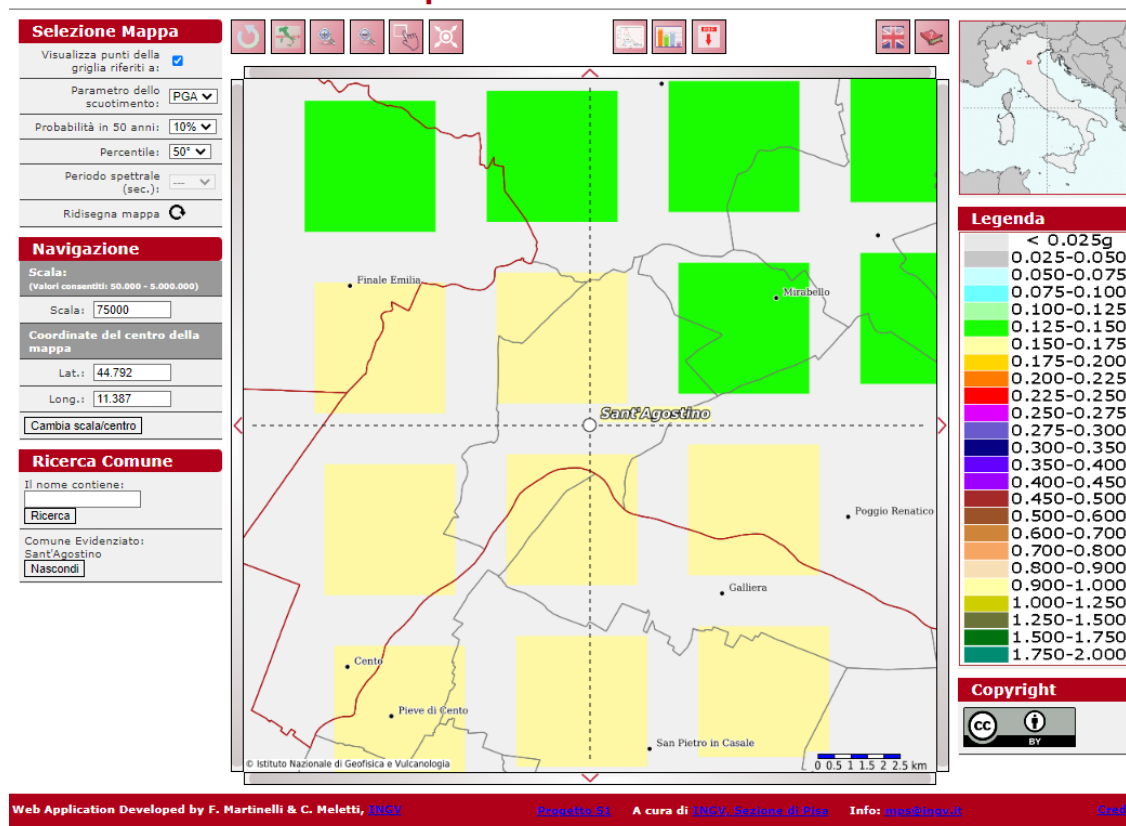 Selezione Mappa
Visualizza punti della
griglia riferiti a:
Parametro dello
scuotimento: PGA
Probabilità in 50 anni: 10%
Percentile: 50°
Periodo spettrale
(sec.): ---
Ridisegna mappa
Navigazione
Scala:
(Valori consentiti: 50.000 - 5.000.000)
Scala: 75000
Coordinate del centro della
mappa
Lat.: 44.792
Long.: 11.387
Cambia scala/centro
Ricerca Comune
Il nome contiene:
Ricerca
Comune Evidenziato:
Sant'Agostino
Nascondi
Finale Emilia
Mirabello
Sant'Agostino
Poggio Renatico
Galliera
Cento
Pieve di Cento
San Pietro in Casale
© Istituto Nazionale di Geofisica e Vulcanologia
0 0.5 1 1.5 2 2.5 km
Legenda
< 0.025g
0.025-0.050
0.050-0.075
0.075-0.100
0.100-0.125
0.125-0.150
0.150-0.175
0.175-0.200
0.200-0.225
0.225-0.250
0.250-0.275
0.275-0.300
0.300-0.350
0.350-0.400
0.400-0.450
0.450-0.500
0.500-0.600
0.600-0.700
0.700-0.800
0.800-0.900
0.900-1.000
1.000-1.250
1.250-1.500
1.500-1.750
1.750-2.000
Copyright
cc BY
Web Application Developed by F. Martinelli & C. Meletti, INGV Progetto S1 A cura di INGV, Sezione di Pisa Info: mps@ingv.it Cred